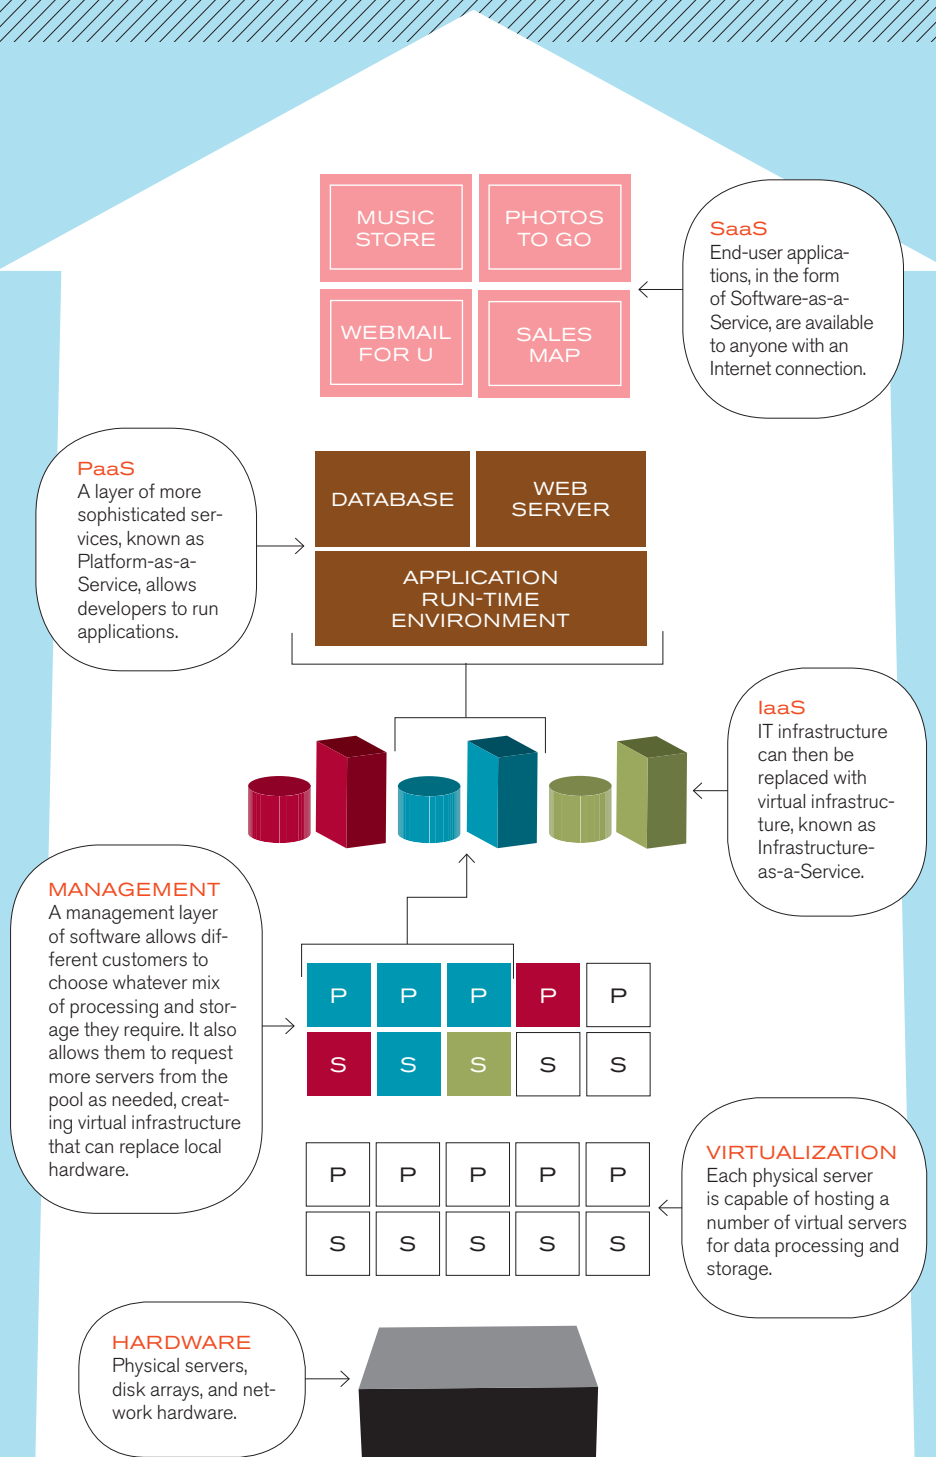 MUSIC
STORE
PHOTOS
TO GO
WEBMAIL
FOR U
SALES
MAP
SaaS
End-user applica-
tions, in the form
of Software-as-a-
Service, are available
to anyone with an
Internet connection.
PaaS
A layer of more
sophisticated ser-
vices, known as
Platform-as-a-
Service, allows
developers to run
applications.
DATABASE
WEB
SERVER
APPLICATION
RUN-TIME
ENVIRONMENT
IaaS
IT infrastructure
can then be
replaced with
virtual infrastruc-
ture, known as
Infrastructure-
as-a-Service.
MANAGEMENT
A management layer
of software allows dif-
ferent customers to
choose whatever mix
of processing and stor-
age they require. It also
allows them to request
more servers from the
pool as needed, creat-
ing virtual infrastructure
that can replace local
hardware.
P P P P P
S S S S S
P P P P P
S S S S S
VIRTUALIZATION
Each physical server
is capable of hosting a
number of virtual servers
for data processing and
storage.
HARDWARE
Physical servers,
disk arrays, and net-
work hardware.